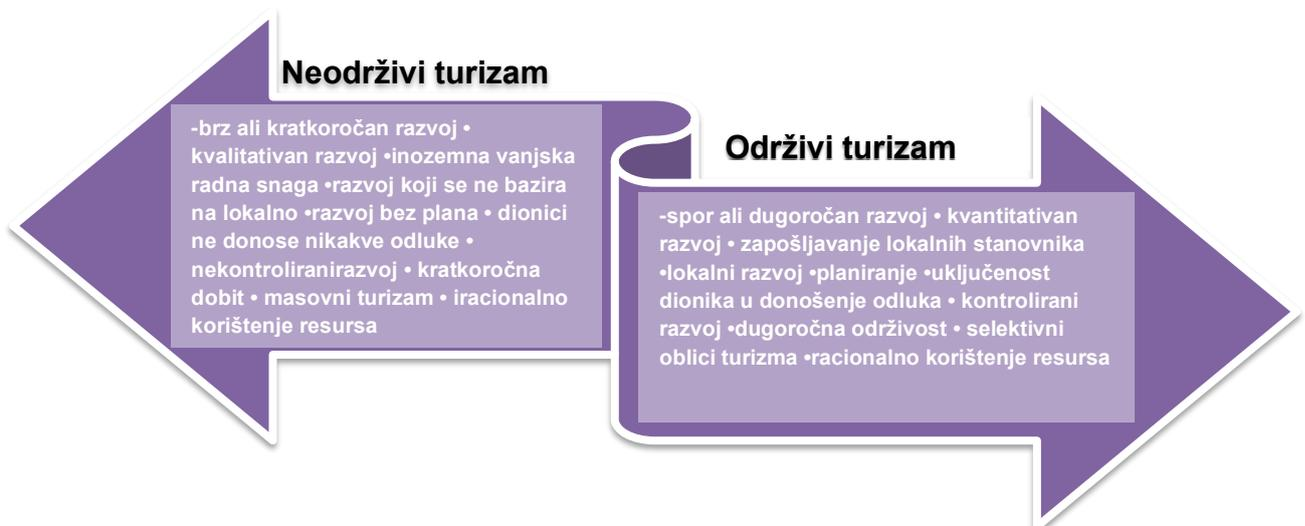 Neodrživi turizam
-brz ali kratkoročan razvoj •
kvalitativan razvoj •inozemna vanjska
radna snaga •razvoj koji se ne bazira
na lokalno •razvoj bez plana • dionici
ne donose nikakve odluke •
nekontroliranirazvoj • kratkoročna
dobit • masovni turizam • iracionalno
korištenje resursa
Održivi turizam
-spor ali dugoročan razvoj • kvantitativan
razvoj • zapošljavanje lokalnih stanovnika
•lokalni razvoj •planiranje •uključenost
dionika u donošenje odluka • kontrolirani
razvoj •dugoročna održivost • selektivni
oblici turizma •racionalno korištenje resursa